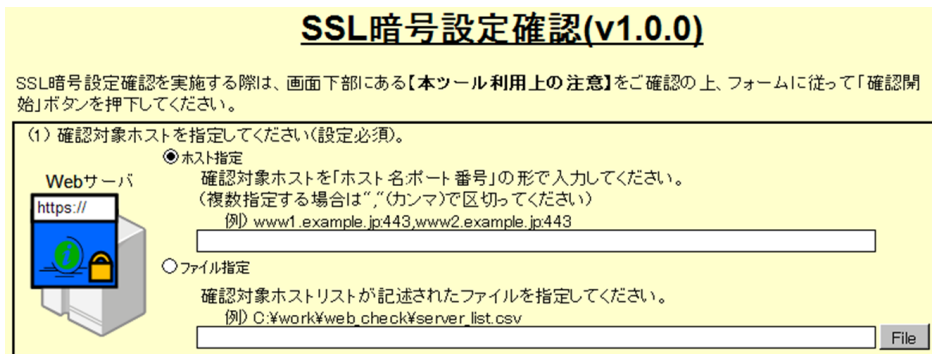 SSL暗号設定確認(v1.0.0)
SSL暗号設定確認を実施する際は、画面下部にある【本ツール利用上の注意】をご確認の上、フォームに従って「確認開
始」ボタンを押下してください。
(1) 確認対象ホストを指定してください(設定必須)。
ホスト指定
Webサーバ
確認対象ホストを「ホスト名:ポート番号」の形で入力してください。
(複数指定する場合は","(カンマ)で区切ってください)
https://
例) www1.example.jp:443,www2.example.jp:443
ファイル指定
確認対象ホストリストが記述されたファイルを指定してください。
例) C:¥work¥web_check¥server_list.csv
File